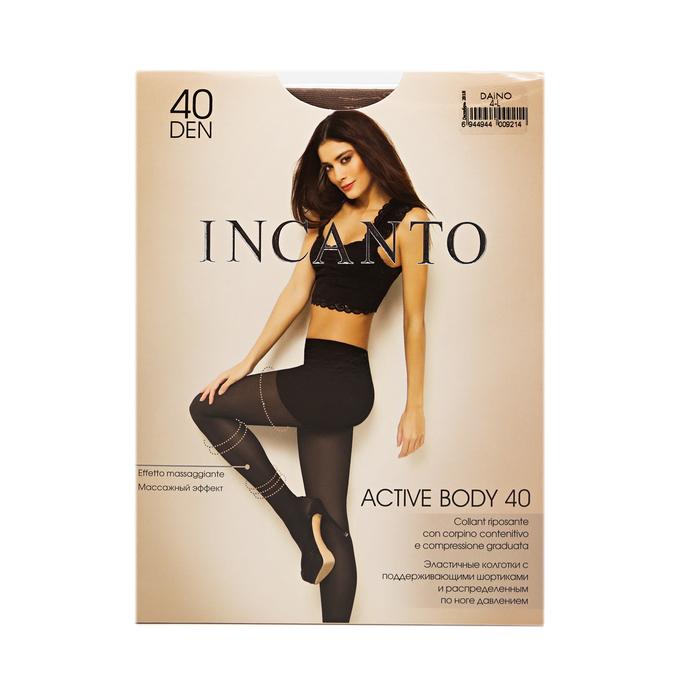 40
DEN
DAINO
4-L
6 944944 009214
INCANTO
Effetto massaggiante
Массажный эффект
ACTIVE BODY 40
Collant riposante
con corpino contenitivo
e compressione graduata
Эластичные колготки с
поддерживающими шортиками
и распределенным
по ноге давлением